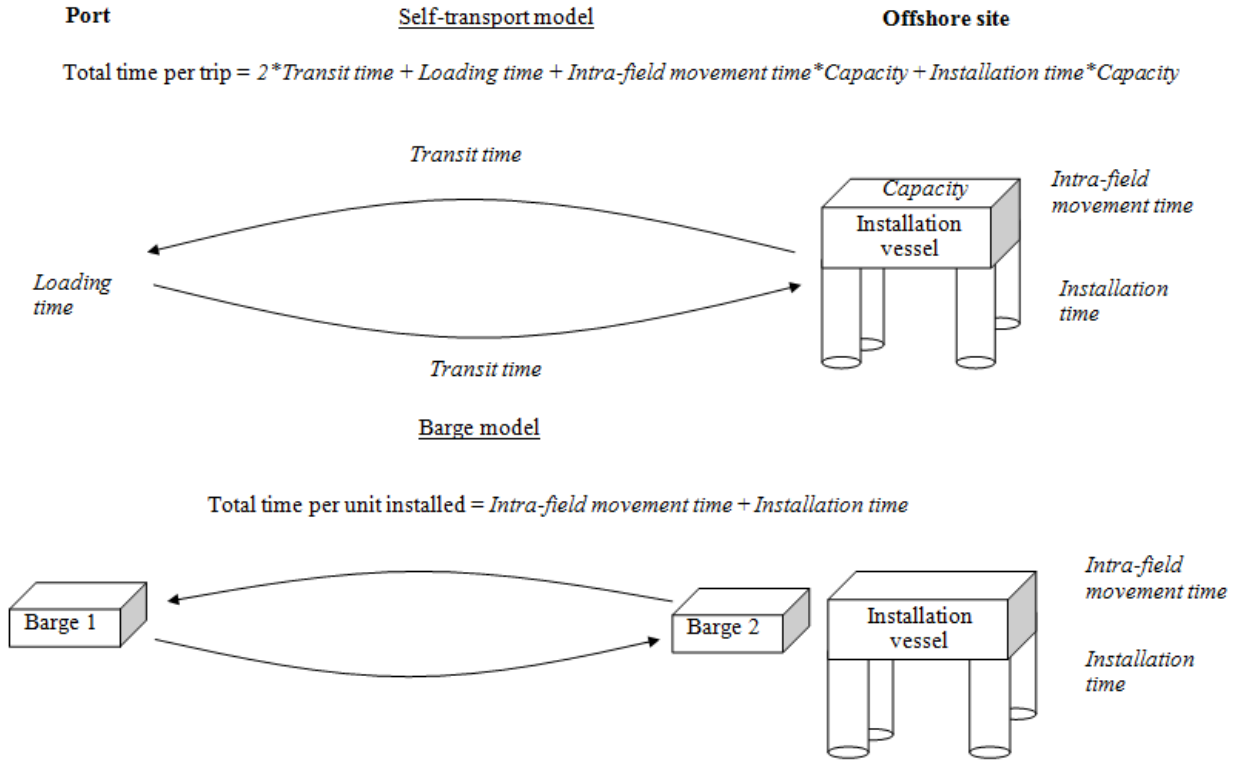 Port Self-transport model Offshore site
Total time per trip = 2*Transit time + Loading time + Intra-field movement time*Capacity + Installation time*Capacity
Transit time
Capacity
Intra-field
movement time
Installation
vessel
Loading
time
Installation
time
Transit time
Barge model
Total time per unit installed = Intra-field movement time + Installation time
Barge 1
Barge 2
Installation
vessel
Intra-field
movement time
Installation
time